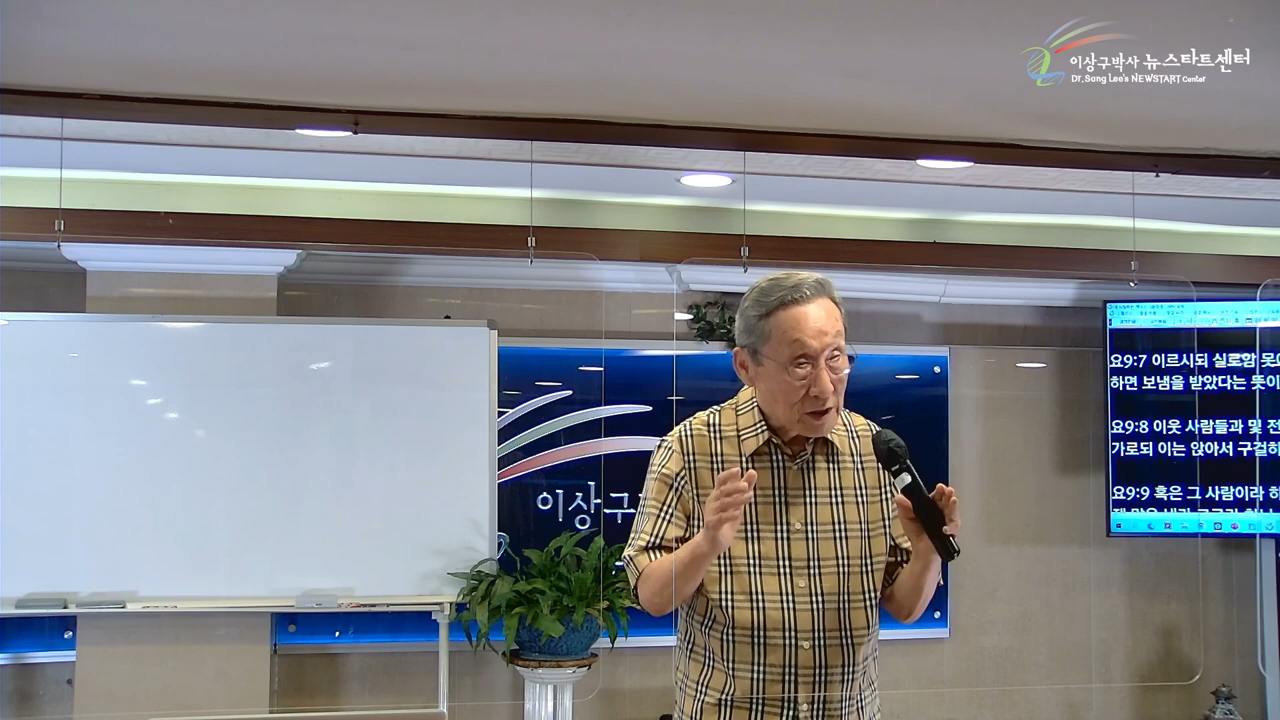 이상구박사 뉴스타트센터
Dr. Sang Lee's NEWSTART Center
이상구
요9:7 이르시되 실로암 못
하면 보냄을 받았다는 뜻이
요9:8 이웃 사람들과 및 전
가로되 이는 앉아서 구걸하
요9:9 혹은 그 사람이라 하